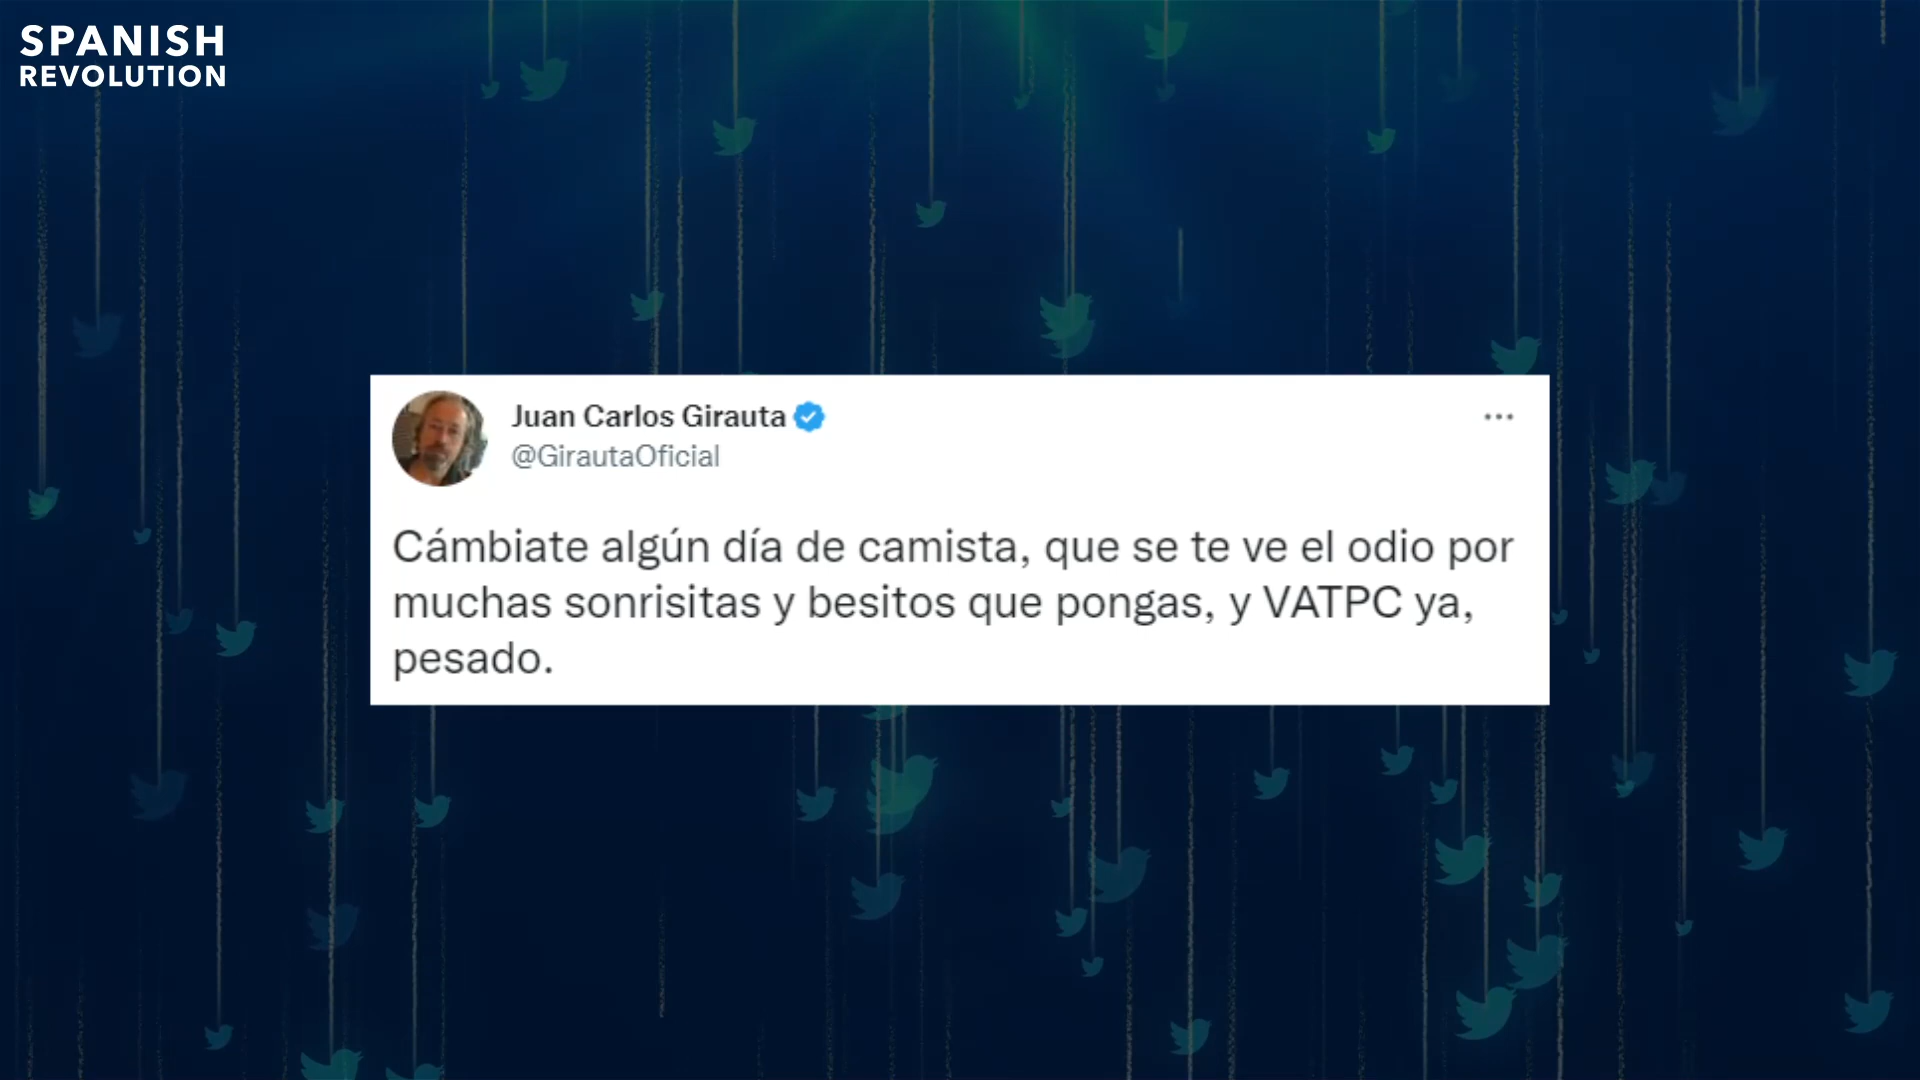 SPANISH
REVOLUTION
Juan Carlos Girauta
@GirautaOficial
Cámbiate algún día de camista, que se te ve el odio por
muchas sonrisitas y besitos que pongas, y VATPC ya,
pesado.